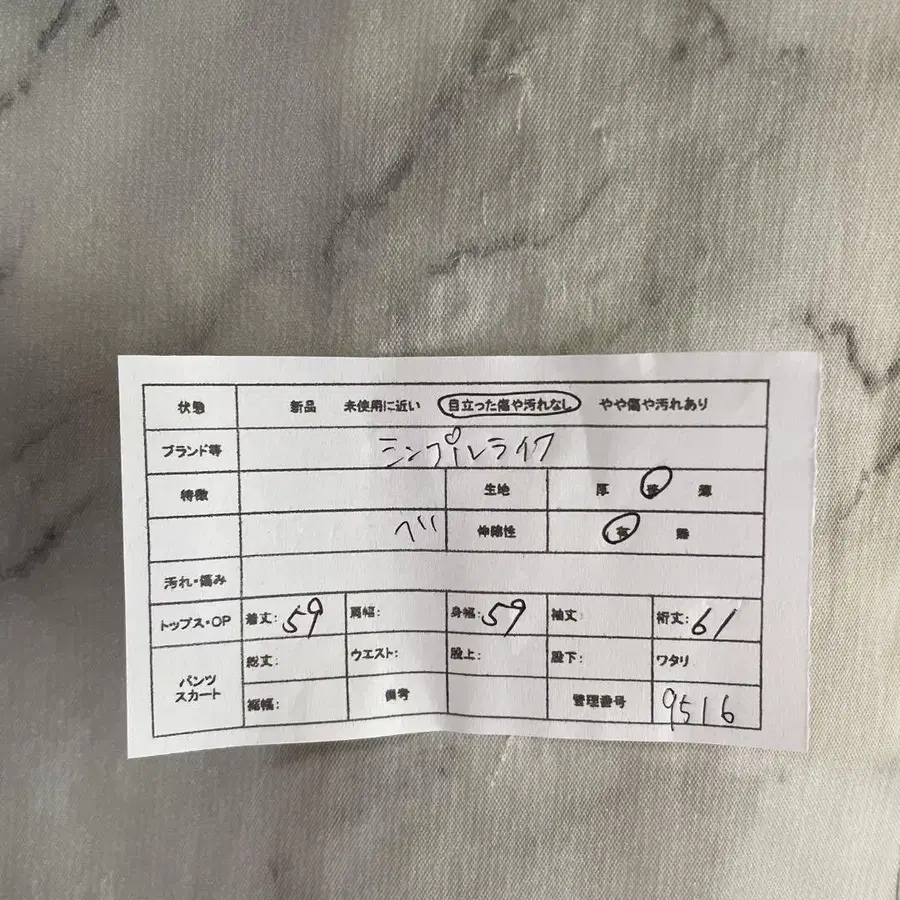 状態 新品 未使用に近い 目立った傷や汚れなし やや傷や汚れあり
ブランド等 シンプルライフ
特徴 生地 厚 普 薄
伸縮性 有 無
汚れ・傷み
トップス・OP 着丈: 59 肩幅: 身幅: 59 袖丈: 裄丈: 61
パンツ スカート 総丈: ウエスト: 股上: 股下: ワタリ
裾幅: 備考 管理番号 9516